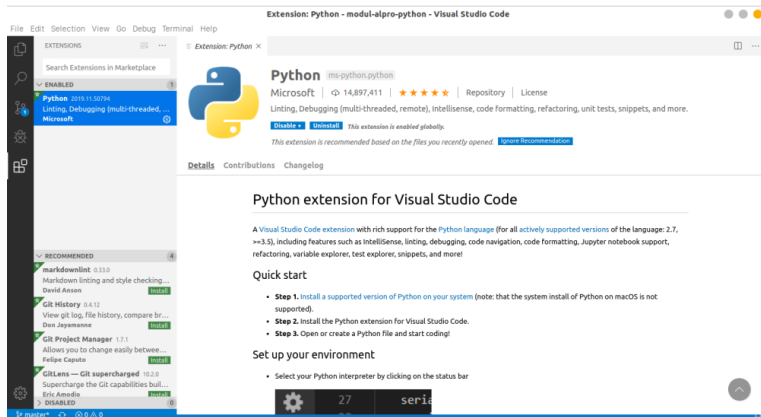 Extension: Python - modul-alpro-python - Visual Studio Code
File Edit Selection View Go Debug Terminal Help
EXTENSIONS
Search Extensions in Marketplace
ENABLED 1
Python 2019.11.50794
Linting, Debugging (multi-threaded, ...
Microsoft
RECOMMENDED 4
markdownlint 0.33.0
Markdown linting and style checking...
David Anson Install
Git History 0.4.12
View git log, file history, compare br...
Don Jayamanne Install
Git Project Manager 1.7.1
Allows you to change easily betwee...
Felipe Caputo Install
GitLens — Git supercharged 10.2.0
Supercharge the Git capabilities buil...
Eric Amodio Install
DISABLED 0
master* 0 0
Extension: Python ×
Python ms-python.python
Microsoft 14,897,411 Repository License
Linting, Debugging (multi-threaded, remote), Intellisense, code formatting, refactoring, unit tests, snippets, and more.
Disable Uninstall This extension is enabled globally.
This extension is recommended based on the files you recently opened. Ignore Recommendation
Details Contributions Changelog
Python extension for Visual Studio Code
A Visual Studio Code extension with rich support for the Python language (for all actively supported versions of the language: 2.7,
>=3.5), including features such as IntelliSense, linting, debugging, code navigation, code formatting, Jupyter notebook support,
refactoring, variable explorer, test explorer, snippets, and more!
Quick start
• Step 1. Install a supported version of Python on your system (note: that the system install of Python on macOS is not
supported).
• Step 2. Install the Python extension for Visual Studio Code.
• Step 3. Open or create a Python file and start coding!
Set up your environment
• Select your Python interpreter by clicking on the status bar
27 seria